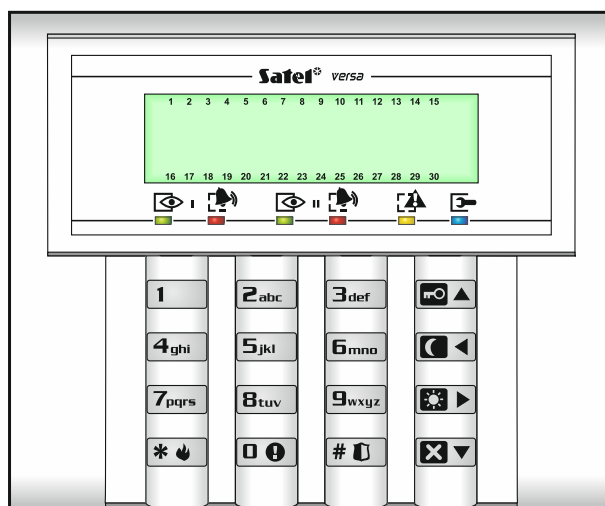 Satel versa
1 2 3 4 5 6 7 8 9 10 11 12 13 14 15
16 17 18 19 20 21 22 23 24 25 26 27 28 29 30
I II
1 2abc 3def
4ghi 5jkl 6mno
7pqrs 8tuv 9wxyz
* 0 #